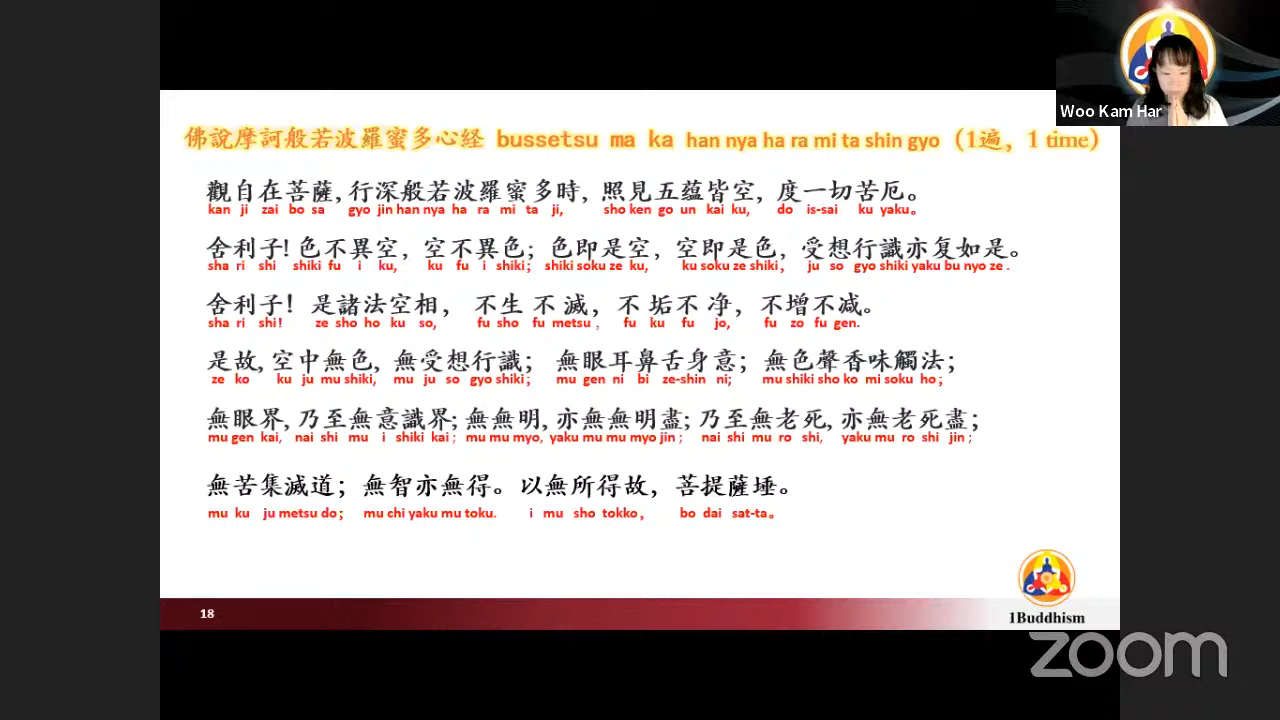 佛說摩訶般若波羅蜜多心経 bussetsu ma ka han nya ha ra mi ta shin gyo (1遍, 1 time)
觀自在菩薩, 行深般若波羅蜜多時, 照見五蘊皆空, 度一切苦厄。
kan ji zai bo sa gyo jin han nya ha ra mi ta ji, sho ken go un kai ku, do is-sai ku yaku。
舍利子! 色不異空, 空不異色; 色即是空, 空即是色, 受想行識亦复如是。
sha ri shi shiki fu i ku, ku fu i shiki; shiki soku ze ku, ku soku ze shiki, ju so gyo shiki yaku bu nyo ze .
舍利子! 是諸法空相, 不生不滅, 不垢不净, 不增不减。
sha ri shi! ze sho ho ku so, fu sho fu metsu , fu ku fu jo, fu zo fu gen.
是故, 空中無色, 無受想行識; 無眼耳鼻舌身意; 無色聲香味觸法;
ze ko ku ju mu shiki, mu ju so gyo shiki; mu gen ni bi ze-shin ni; mu shiki sho ko mi soku ho;
無眼界, 乃至無意識界; 無無明, 亦無無明盡; 乃至無老死, 亦無老死盡;
mu gen kai, nai shi mu i shiki kai ; mu mu myo, yaku mu mu myo jin ; nai shi mu ro shi, yaku mu ro shi jin ;
無苦集滅道; 無智亦無得。以無所得故, 菩提薩埵。
mu ku ju metsu do; mu chi yaku mu toku. i mu sho tokko, bo dai sat-ta。
18
1Buddhism
Woo Kam Har
zoom